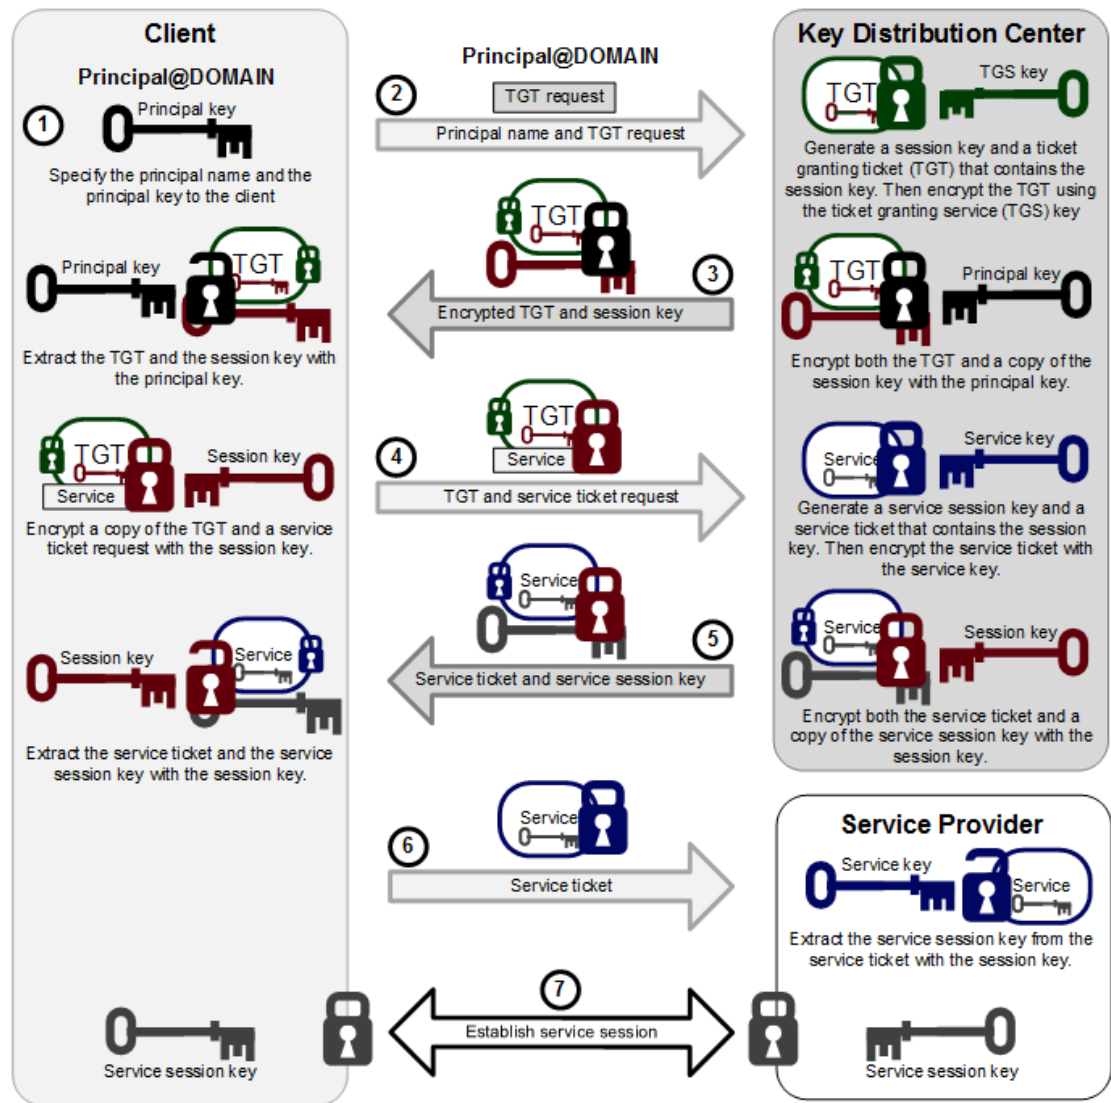 Client
Principal@DOMAIN
1
Principal key
Specify the principal name and the
principal key to the client
Principal key
TGT
Extract the TGT and the session key with
the principal key.
TGT
Service
Session key
Encrypt a copy of the TGT and a service
ticket request with the session key.
Session key
Service
Extract the service ticket and the service
session key with the session key.
Service session key
Principal@DOMAIN
2
TGT request
Principal name and TGT request
TGT
3
Encrypted TGT and session key
TGT
Service
4
TGT and service ticket request
Service
5
Service ticket and service session key
Service
6
Service ticket
7
Establish service session
Key Distribution Center
TGT
TGS key
Generate a session key and a ticket
granting ticket (TGT) that contains the
session key. Then encrypt the TGT using
the ticket granting service (TGS) key
TGT
Principal key
Encrypt both the TGT and a copy of the
session key with the principal key.
Service
Service key
Generate a service session key and a
service ticket that contains the session
key. Then encrypt the service ticket with
the service key.
Service
Session key
Encrypt both the service ticket and a
copy of the service session key with the
session key.
Service Provider
Service key
Service
Extract the service session key from the
service ticket with the session key.
Service session key